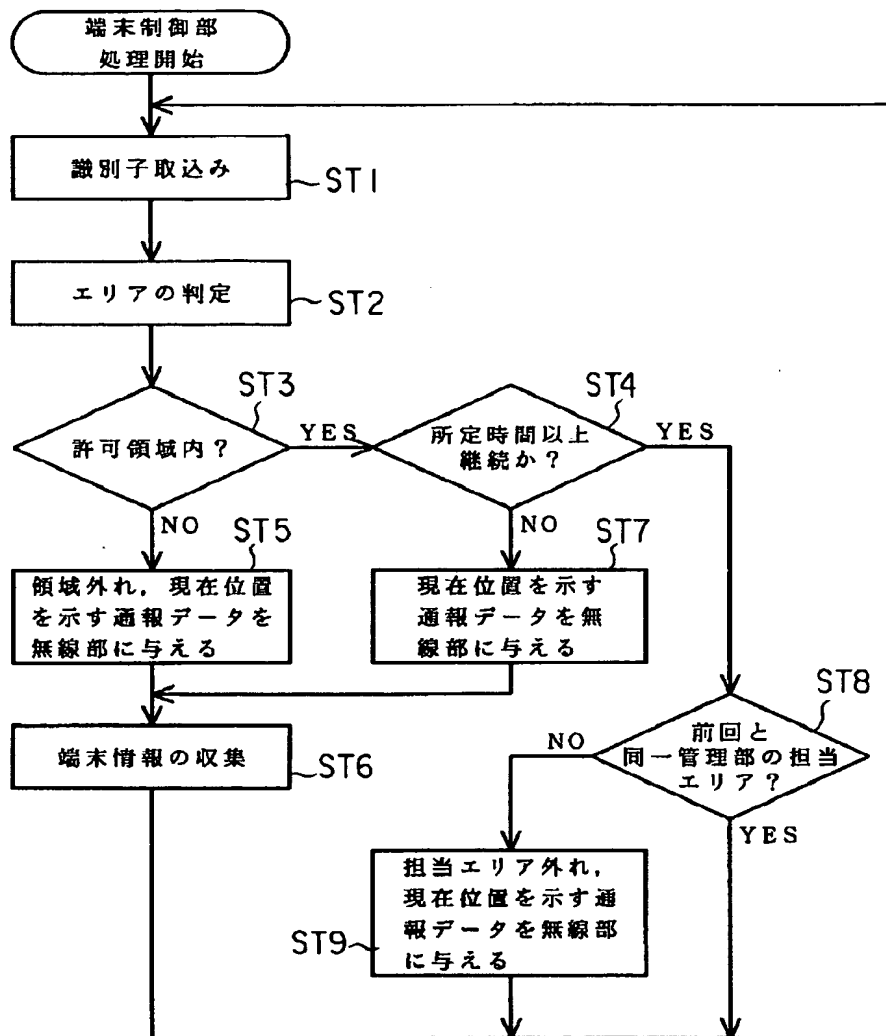 端末制御部
処理開始
識別子取込み
ST1
エリアの判定
ST2
ST3
許可領域内？
YES
ST4
所定時間以上
継続か？
YES
NO
ST5
領域外れ，現在位置
を示す通報データを
無線部に与える
NO
ST7
現在位置を示す
通報データを無
線部に与える
端末情報の収集
ST6
ST8
前回と
同一管理部の担当
エリア？
NO
YES
担当エリア外れ，
現在位置を示す通
報データを無線部
に与える
ST9